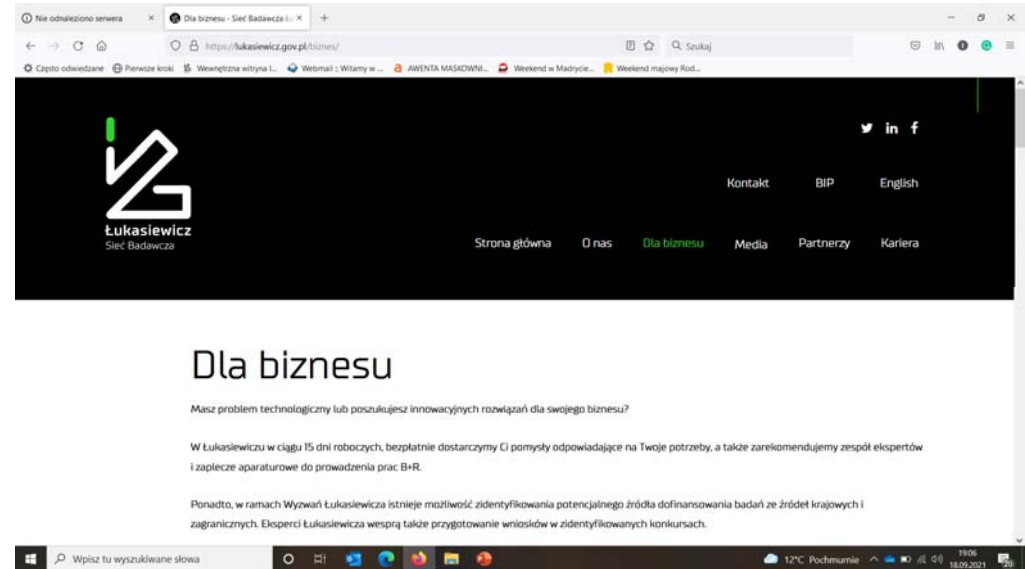 Nie odnaleziono serwera
Dla biznesu - Sieć Badawcza Ł
https://lukasiewicz.gov.pl/biznes/
Szukaj
Często odwiedzane Pierwsze kroki Wewnętrzna witryna L... Webmail :: Witamy w ... AWENTA MASKOWNI... Weekend w Madrycie... Weekend majowy Rod...
Kontakt BIP English
Łukasiewicz
Sieć Badawcza
Strona główna O nas Dla biznesu Media Partnerzy Kariera
Dla biznesu
Masz problem technologiczny lub poszukujesz innowacyjnych rozwiązań dla swojego biznesu?
W Łukasiewiczu w ciągu 15 dni roboczych, bezpłatnie dostarczymy Ci pomysły odpowiadające na Twoje potrzeby, a także zarekomendujemy zespół ekspertów
i zaplecze aparaturowe do prowadzenia prac B+R.
Ponadto, w ramach Wyzwań Łukasiewicza istnieje możliwość zidentyfikowania potencjalnego źródła dofinansowania badań ze źródeł krajowych i
zagranicznych. Eksperci Łukasiewicza wesprą także przygotowanie wniosków w zidentyfikowanych konkursach.
Wpisz tu wyszukiwane słowa
12°C Pochmurnie
19:06
18.09.2021
20